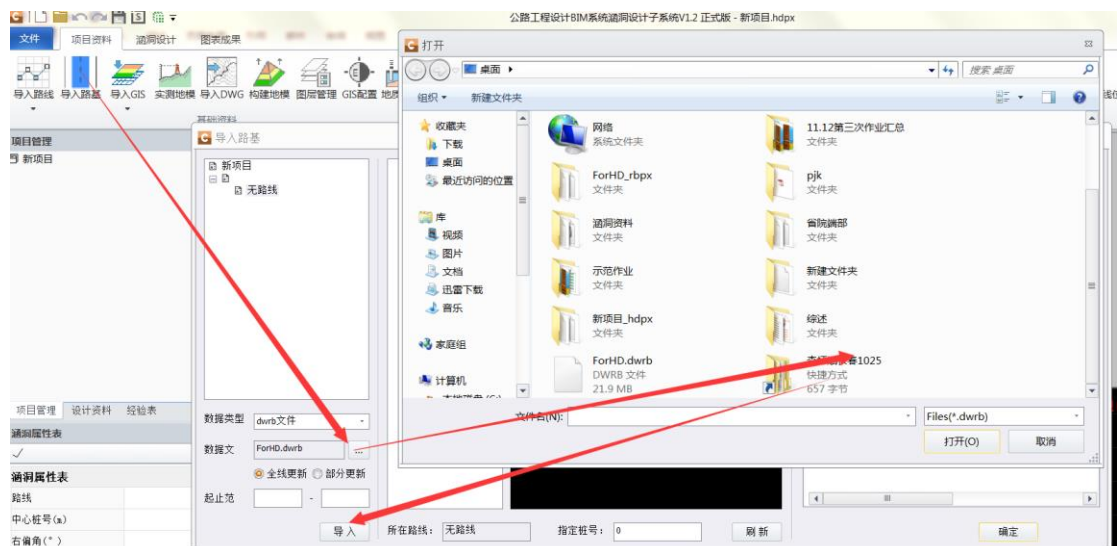 公路工程设计BIM系统涵洞设计子系统V1.2 正式版 - 新项目.hdpx
文件 项目资料 涵洞设计 图表成果
导入路线 导入路基 导入GIS 实测地模 导入DWG 构建地模 图层管理 GIS配置
基础资料
项目管理
新项目
导入路基
新项目
无路线
打开
桌面
搜索 桌面
组织 新建文件夹
收藏夹
下载
桌面
最近访问的位置
库
视频
图片
文档
迅雷下载
音乐
家庭组
计算机
网络
系统文件夹
11.12第三次作业汇总
文件夹
ForHD_rbpx
文件夹
pjk
文件夹
涵洞资料
文件夹
省院端部
文件夹
示范作业
文件夹
新建文件夹
文件夹
新项目_hdpx
文件夹
综述
文件夹
ForHD.dwrb
DWRB 文件
21.9 MB
1025
快捷方式
657 字节
文件名(N):
Files(*.dwrb)
打开(O) 取消
项目管理 设计资料 经验表
涵洞属性表
涵洞属性表
路线
中心桩号(m)
右偏角(°)
数据类型 dwrb文件
数据文 ForHD.dwrb ...
全线更新 部分更新
起止范 -
导入
所在路线: 无路线 指定桩号: 0 刷新 确定